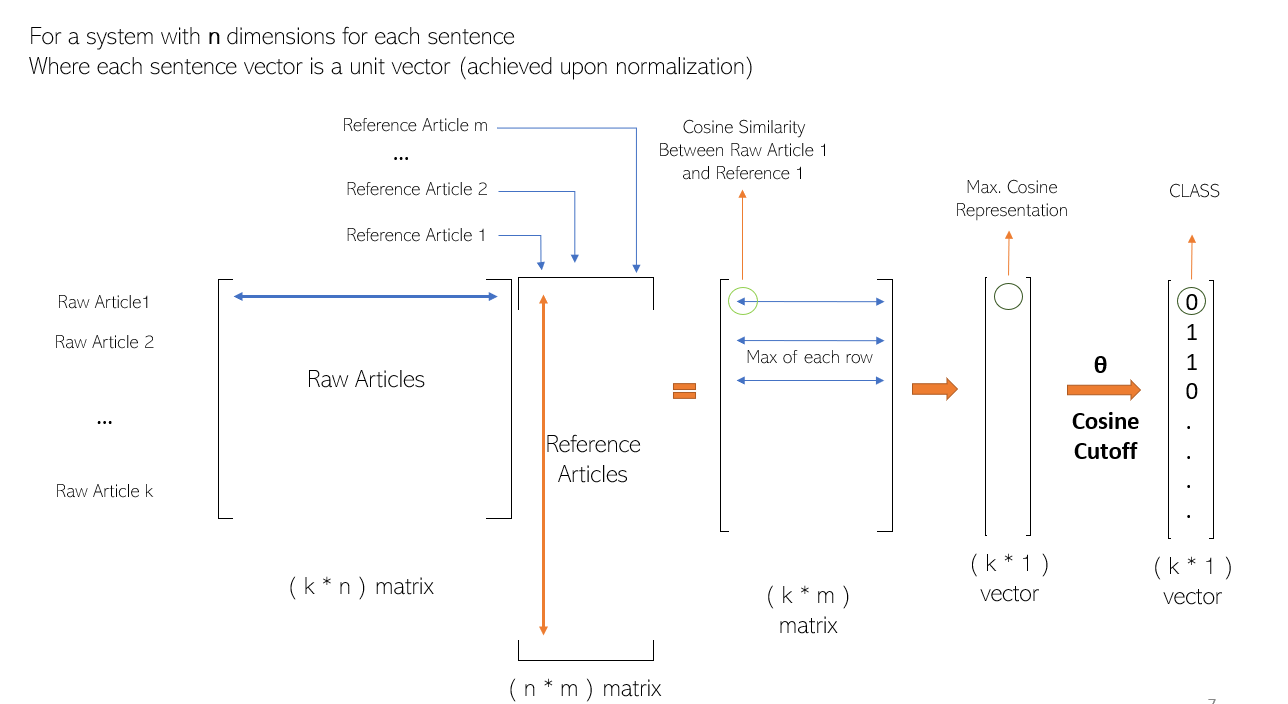 For a system with n dimensions for each sentence
Where each sentence vector is a unit vector (achieved upon normalization)
Reference Article m
...
Reference Article 2
Reference Article 1
Cosine Similarity
Between Raw Article 1
and Reference 1
Max. Cosine
Representation
CLASS
Raw Article1
Raw Article 2
...
Raw Article k
Raw Articles
Reference
Articles
=
Max of each row
θ
Cosine
Cutoff
0
1
1
0
.
.
.
.
( k * n ) matrix
( n * m ) matrix
( k * m )
matrix
( k * 1 )
vector
( k * 1 )
vector